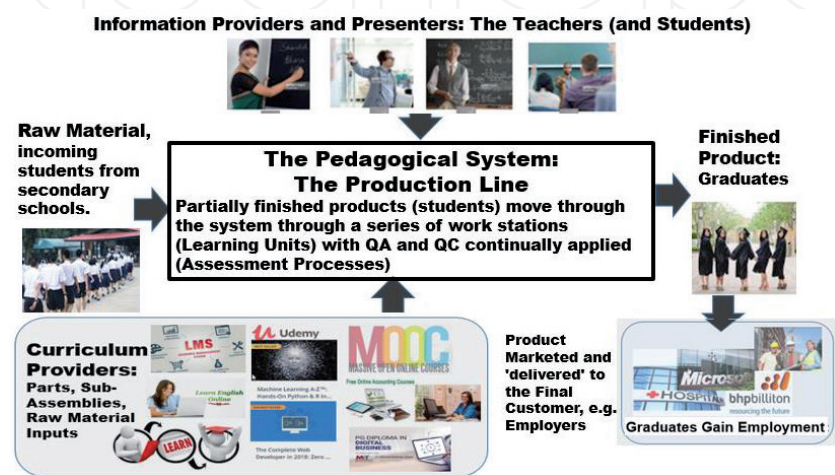 Information Providers and Presenters: The Teachers (and Students)
Raw Material,
incoming
students from
secondary
schools.
The Pedagogical System:
The Production Line
Partially finished products (students) move through
the system through a series of work stations
(Learning Units) with QA and QC continually applied
(Assessment Processes)
Finished
Product:
Graduates
Curriculum
Providers:
Parts, Sub-
Assemblies,
Raw Material
Inputs
LMS
Udemy
Machine Learning A-Z™:
Hands-On Python & R In...
The Complete Web
Developer in 2018: Zero ...
Learn English
Online
LEARN
MOOC
MASSIVE OPEN ONLINE COURSES
Free Online Accounting Courses
PG DIPLOMA IN
DIGITAL
BUSINESS
Product
Marketed and
'delivered' to
the Final
Customer, e.g.
Employers
Microso
HOSPITAL
bhpbilliton
resourcing the future
Graduates Gain Employment